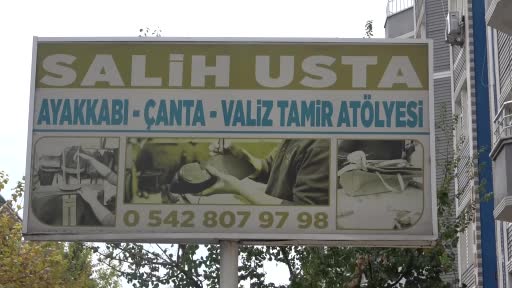 SALİH USTA
AYAKKABI - ÇANTA - VALİZ TAMİR ATÖLYESİ
0 542 807 97 98